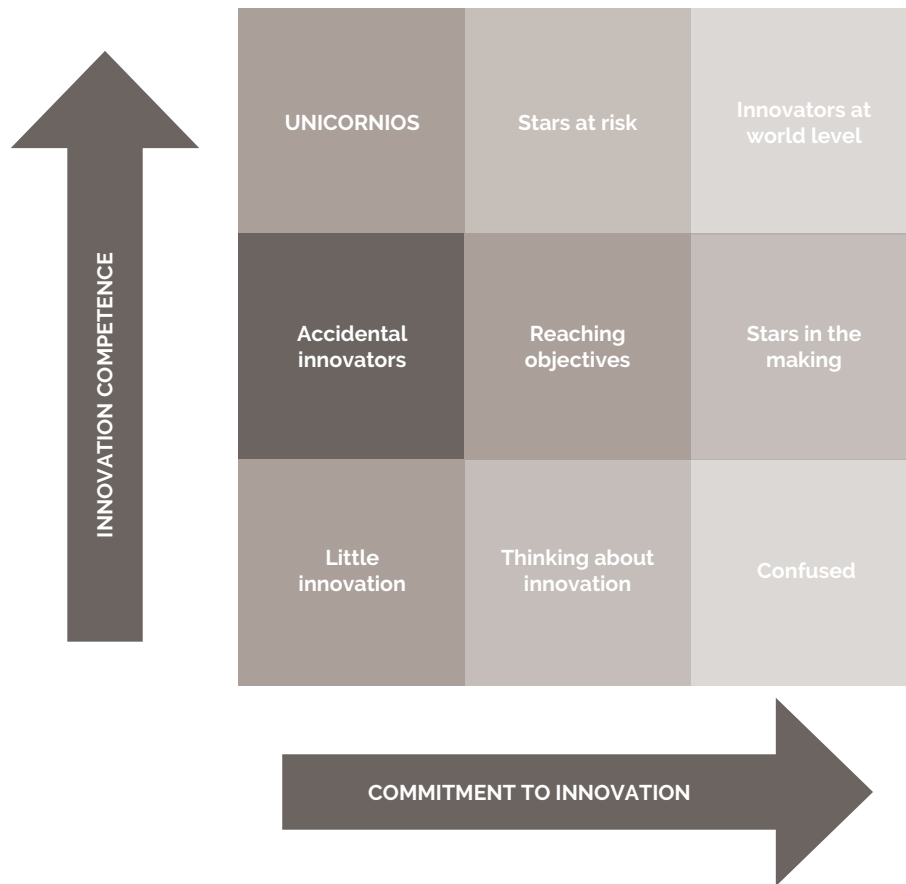 UNICORNIOS
Stars at risk
Innovators at
world level
Accidental
innovators
Reaching
objectives
Stars in the
making
Little
innovation
Thinking about
innovation
Confused
INNOVATION COMPETENCE
COMMITMENT TO INNOVATION